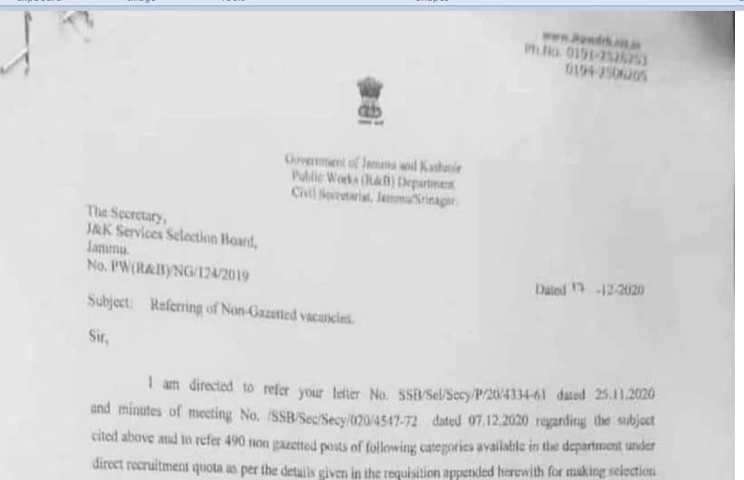 Ph.No. 0191-2526253
0194-2506205
Government of Jammu and Kashmir
Public Works (R&B) Department
Civil Secretariat, Jammu/Srinagar.
The Secretary,
J&K Services Selection Board,
Jammu.
No. PW(R&B)/NG/124/2019
Dated 17 -12-2020
Subject: Referring of Non-Gazetted vacancies.
Sir,
I am directed to refer your letter No. SSB/Sel/Secy/P/20/4334-61 dated 25.11.2020
and minutes of meeting No. /SSB/Sec/Secy/020/4547-72 dated 07.12.2020 regarding the subject
cited above and to refer 490 non gazetted posts of following categories available in the department under
direct recruitment quota as per the details given in the requisition appended herewith for making selection